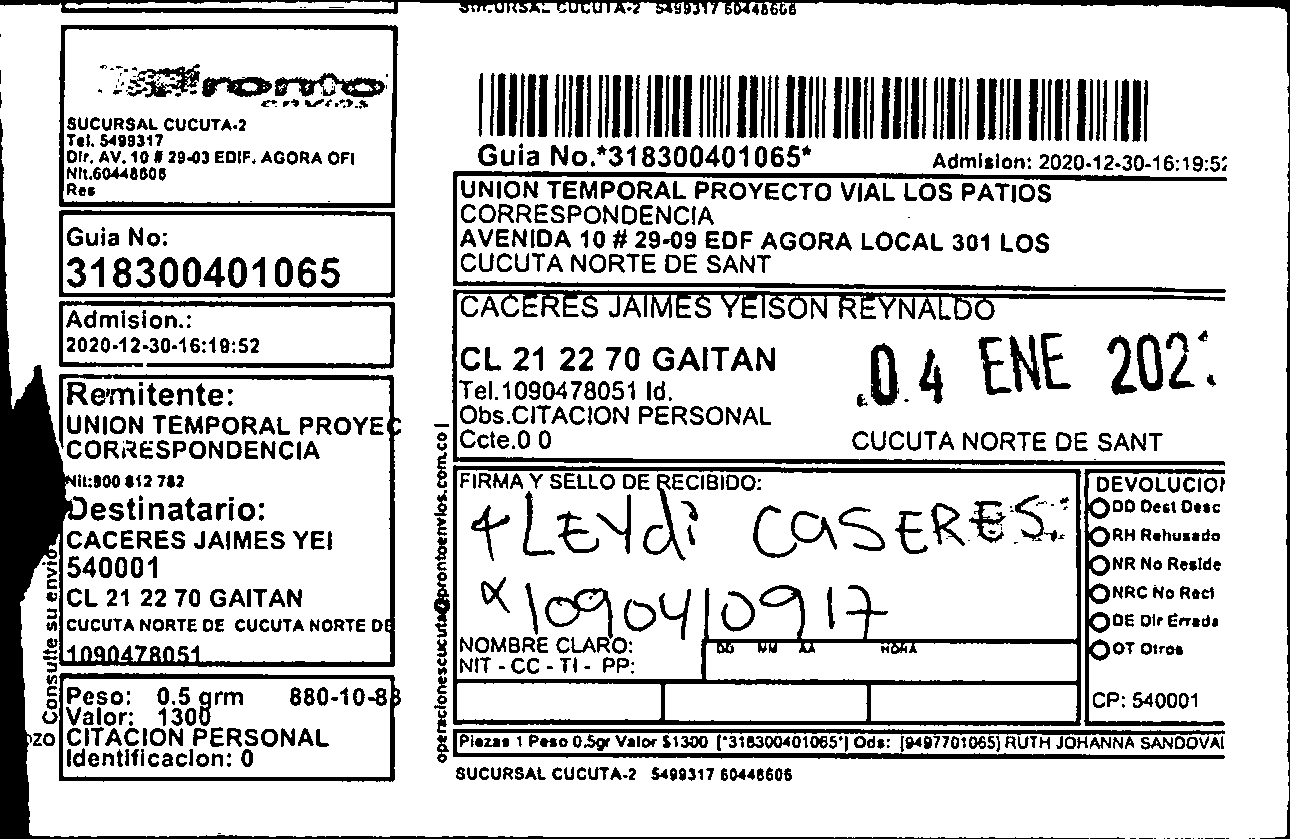 SUCURSAL CUCUTA-2 5499317 60448606
pronto
envios
SUCURSAL CUCUTA-2
Tel. 5499317
Dir. AV. 10 # 29-03 EDIF. AGORA OFI
Nit.60448606
Res
Guia No:
318300401065
Admision.:
2020-12-30-16:19:52
Remitente:
UNION TEMPORAL PROYEC
CORRESPONDENCIA
Nit:900 812 782
Destinatario:
CACERES JAIMES YEI
540001
CL 21 22 70 GAITAN
CUCUTA NORTE DE CUCUTA NORTE DE
1090478051
Peso: 0.5 grm 880-10-88
Valor: 1300
CITACION PERSONAL
Identificacion: 0
Consulte su envio.
operacionescucuta@prontoenvios.com.co |
Guia No.*318300401065*
Admision: 2020-12-30-16:19:52
UNION TEMPORAL PROYECTO VIAL LOS PATIOS
CORRESPONDENCIA
AVENIDA 10 # 29-09 EDF AGORA LOCAL 301 LOS
CUCUTA NORTE DE SANT
CACERES JAIMES YEISON REYNALDO
CL 21 22 70 GAITAN
04 ENE 202
Tel.1090478051 Id.
Obs.CITACION PERSONAL
Ccte.0 0
CUCUTA NORTE DE SANT
FIRMA Y SELLO DE RECIBIDO:
LEYdi CASERES.
1090410917
NOMBRE CLARO:
NIT - CC - TI - PP:
DD MM AA HORA
DEVOLUCION
DD Dest Desc
RH Rehusado
NR No Reside
NRC No Recl
DE Dir Errada
OT Otros
CP: 540001
Piezas 1 Peso 0.5gr Valor $1300 [*318300401065*] Ods: [9497701065] RUTH JOHANNA SANDOVAL
SUCURSAL CUCUTA-2 5499317 60448606